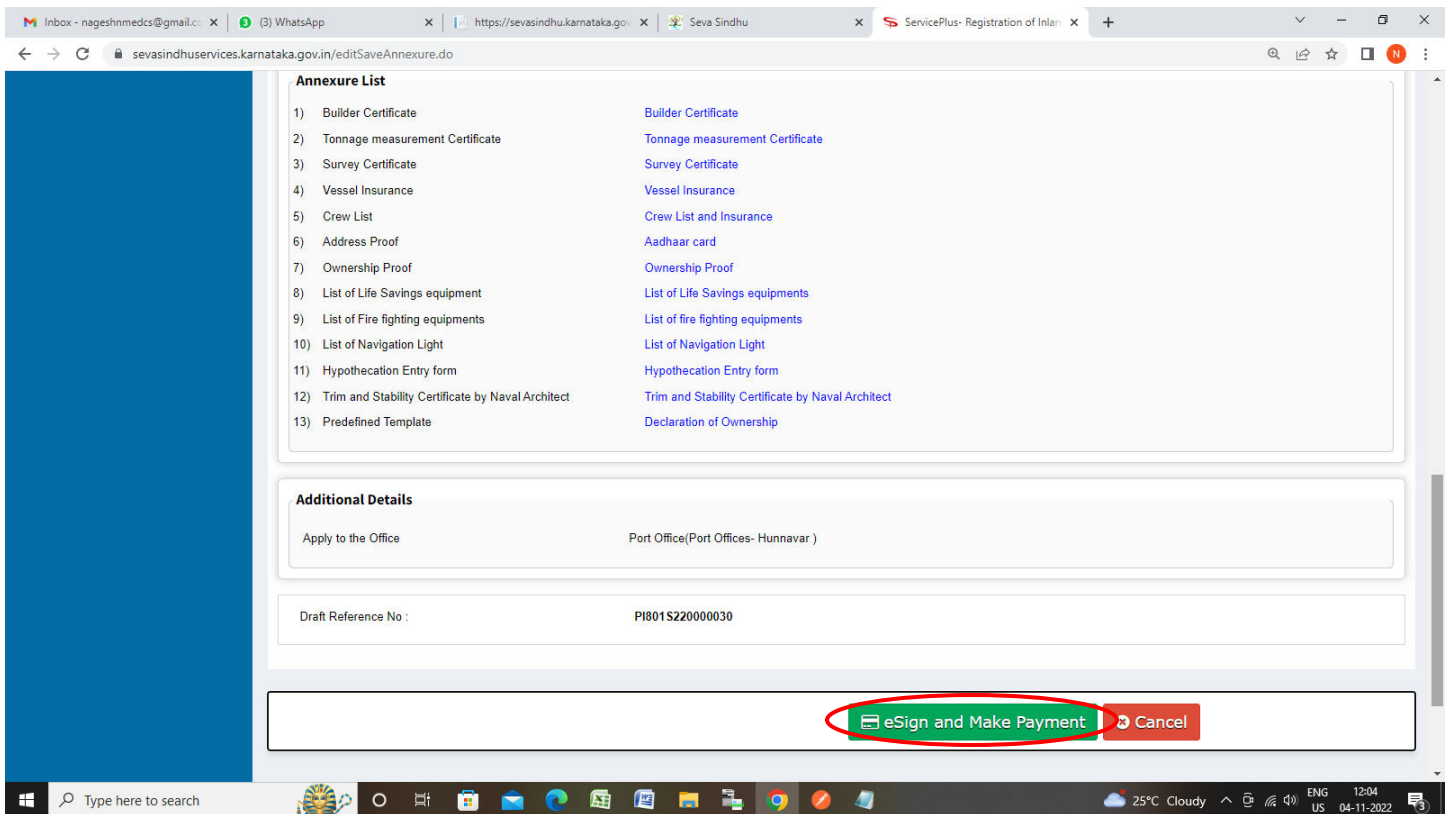 Inbox - nageshnmedcs@gmail.co
(3) WhatsApp
https://sevasindhu.karnataka.gov
Seva Sindhu
ServicePlus- Registration of Inlan
sevasindhuservices.karnataka.gov.in/editSaveAnnexure.do
N
Annexure List
1) Builder Certificate Builder Certificate
2) Tonnage measurement Certificate Tonnage measurement Certificate
3) Survey Certificate Survey Certificate
4) Vessel Insurance Vessel Insurance
5) Crew List Crew List and Insurance
6) Address Proof Aadhaar card
7) Ownership Proof Ownership Proof
8) List of Life Savings equipment List of Life Savings equipments
9) List of Fire fighting equipments List of fire fighting equipments
10) List of Navigation Light List of Navigation Light
11) Hypothecation Entry form Hypothecation Entry form
12) Trim and Stability Certificate by Naval Architect Trim and Stability Certificate by Naval Architect
13) Predefined Template Declaration of Ownership
Additional Details
Apply to the Office Port Office(Port Offices- Hunnavar )
Draft Reference No : PI801S220000030
eSign and Make Payment Cancel
Type here to search
25°C Cloudy
ENG
US
12:04
04-11-2022
3